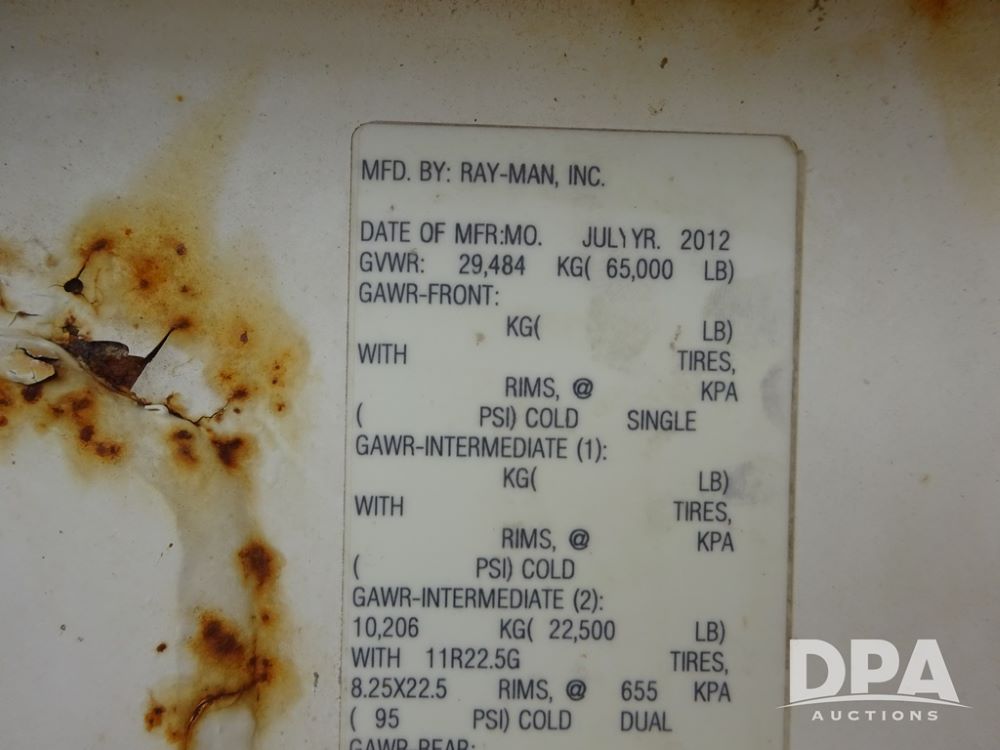 MFD. BY: RAY-MAN, INC.
DATE OF MFR:MO. JULY YR. 2012
GVWR: 29,484 KG( 65,000 LB)
GAWR-FRONT:
KG( LB)
WITH TIRES,
RIMS, @ KPA
( PSI) COLD SINGLE
GAWR-INTERMEDIATE (1):
KG( LB)
WITH TIRES,
RIMS, @ KPA
( PSI) COLD
GAWR-INTERMEDIATE (2):
10,206 KG( 22,500 LB)
WITH 11R22.5G TIRES,
8.25X22.5 RIMS, @ 655 KPA
( 95 PSI) COLD DUAL
GAWR-REAR:
DPA
AUCTIONS